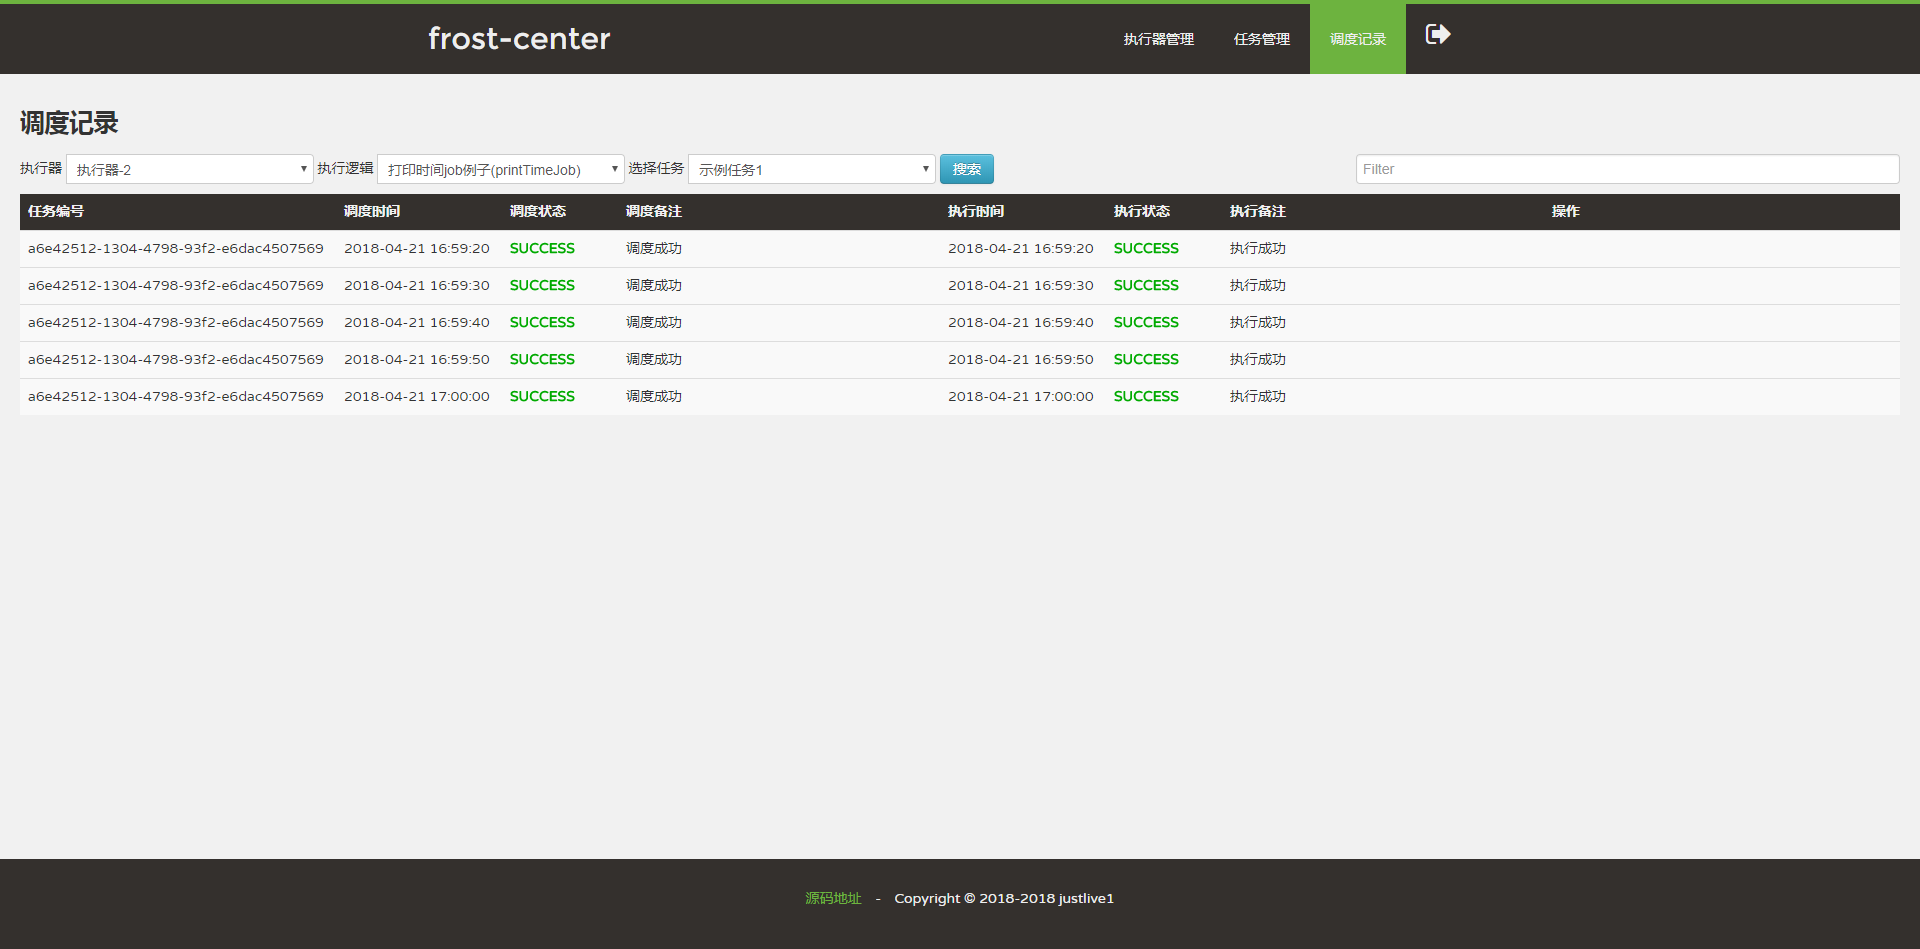 frost-center 执行器管理 任务管理 调度记录
调度记录
执行器 执行器-2 执行逻辑 打印时间job例子(printTimeJob) 选择任务 示例任务1 搜索 Filter
任务编号 调度时间 调度状态 调度备注 执行时间 执行状态 执行备注 操作
a6e42512-1304-4798-93f2-e6dac4507569 2018-04-21 16:59:20 SUCCESS 调度成功 2018-04-21 16:59:20 SUCCESS 执行成功
a6e42512-1304-4798-93f2-e6dac4507569 2018-04-21 16:59:30 SUCCESS 调度成功 2018-04-21 16:59:30 SUCCESS 执行成功
a6e42512-1304-4798-93f2-e6dac4507569 2018-04-21 16:59:40 SUCCESS 调度成功 2018-04-21 16:59:40 SUCCESS 执行成功
a6e42512-1304-4798-93f2-e6dac4507569 2018-04-21 16:59:50 SUCCESS 调度成功 2018-04-21 16:59:50 SUCCESS 执行成功
a6e42512-1304-4798-93f2-e6dac4507569 2018-04-21 17:00:00 SUCCESS 调度成功 2018-04-21 17:00:00 SUCCESS 执行成功
源码地址 - Copyright © 2018-2018 justlive1